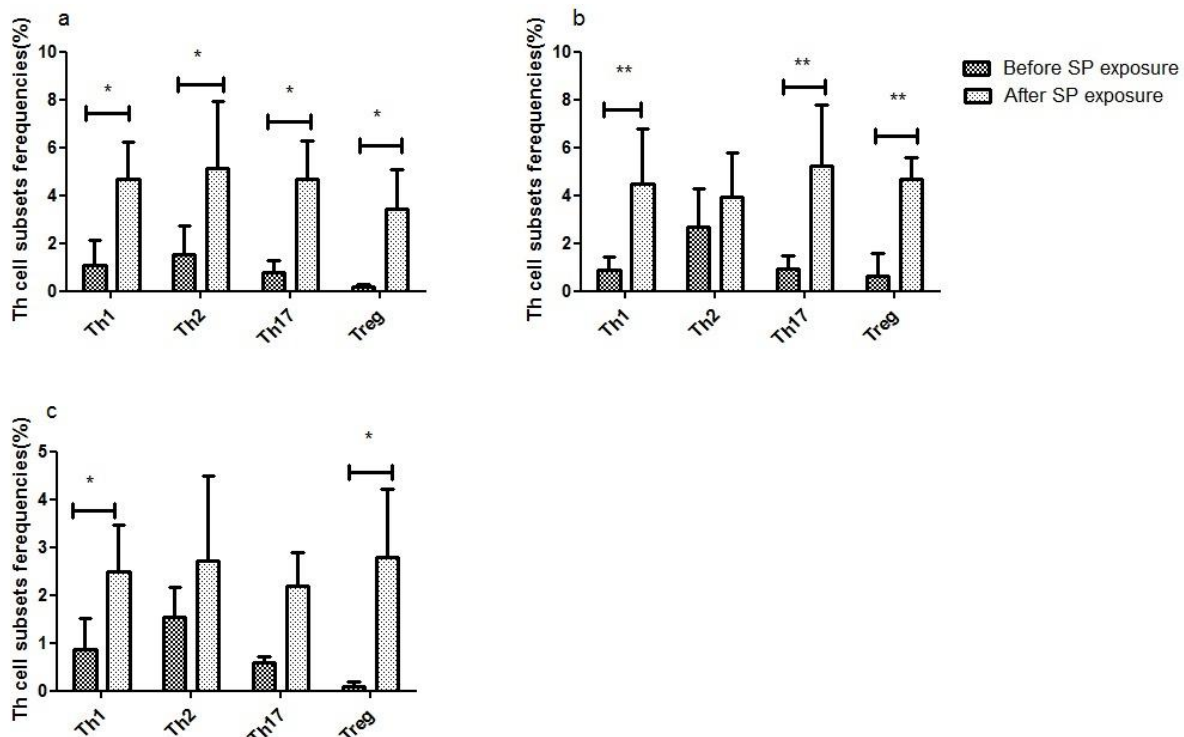 a
Th cell subsets ferequencies(%)
10
8
6
4
2
0
*
*
*
*
Th1
Th2
Th17
Treg
b
Th cell subsets ferequencies(%)
10
8
6
4
2
0
**
**
**
Th1
Th2
Th17
Treg
Before SP exposure
After SP exposure
c
Th cell subsets ferequencies(%)
5
4
3
2
1
0
*
*
Th1
Th2
Th17
Treg